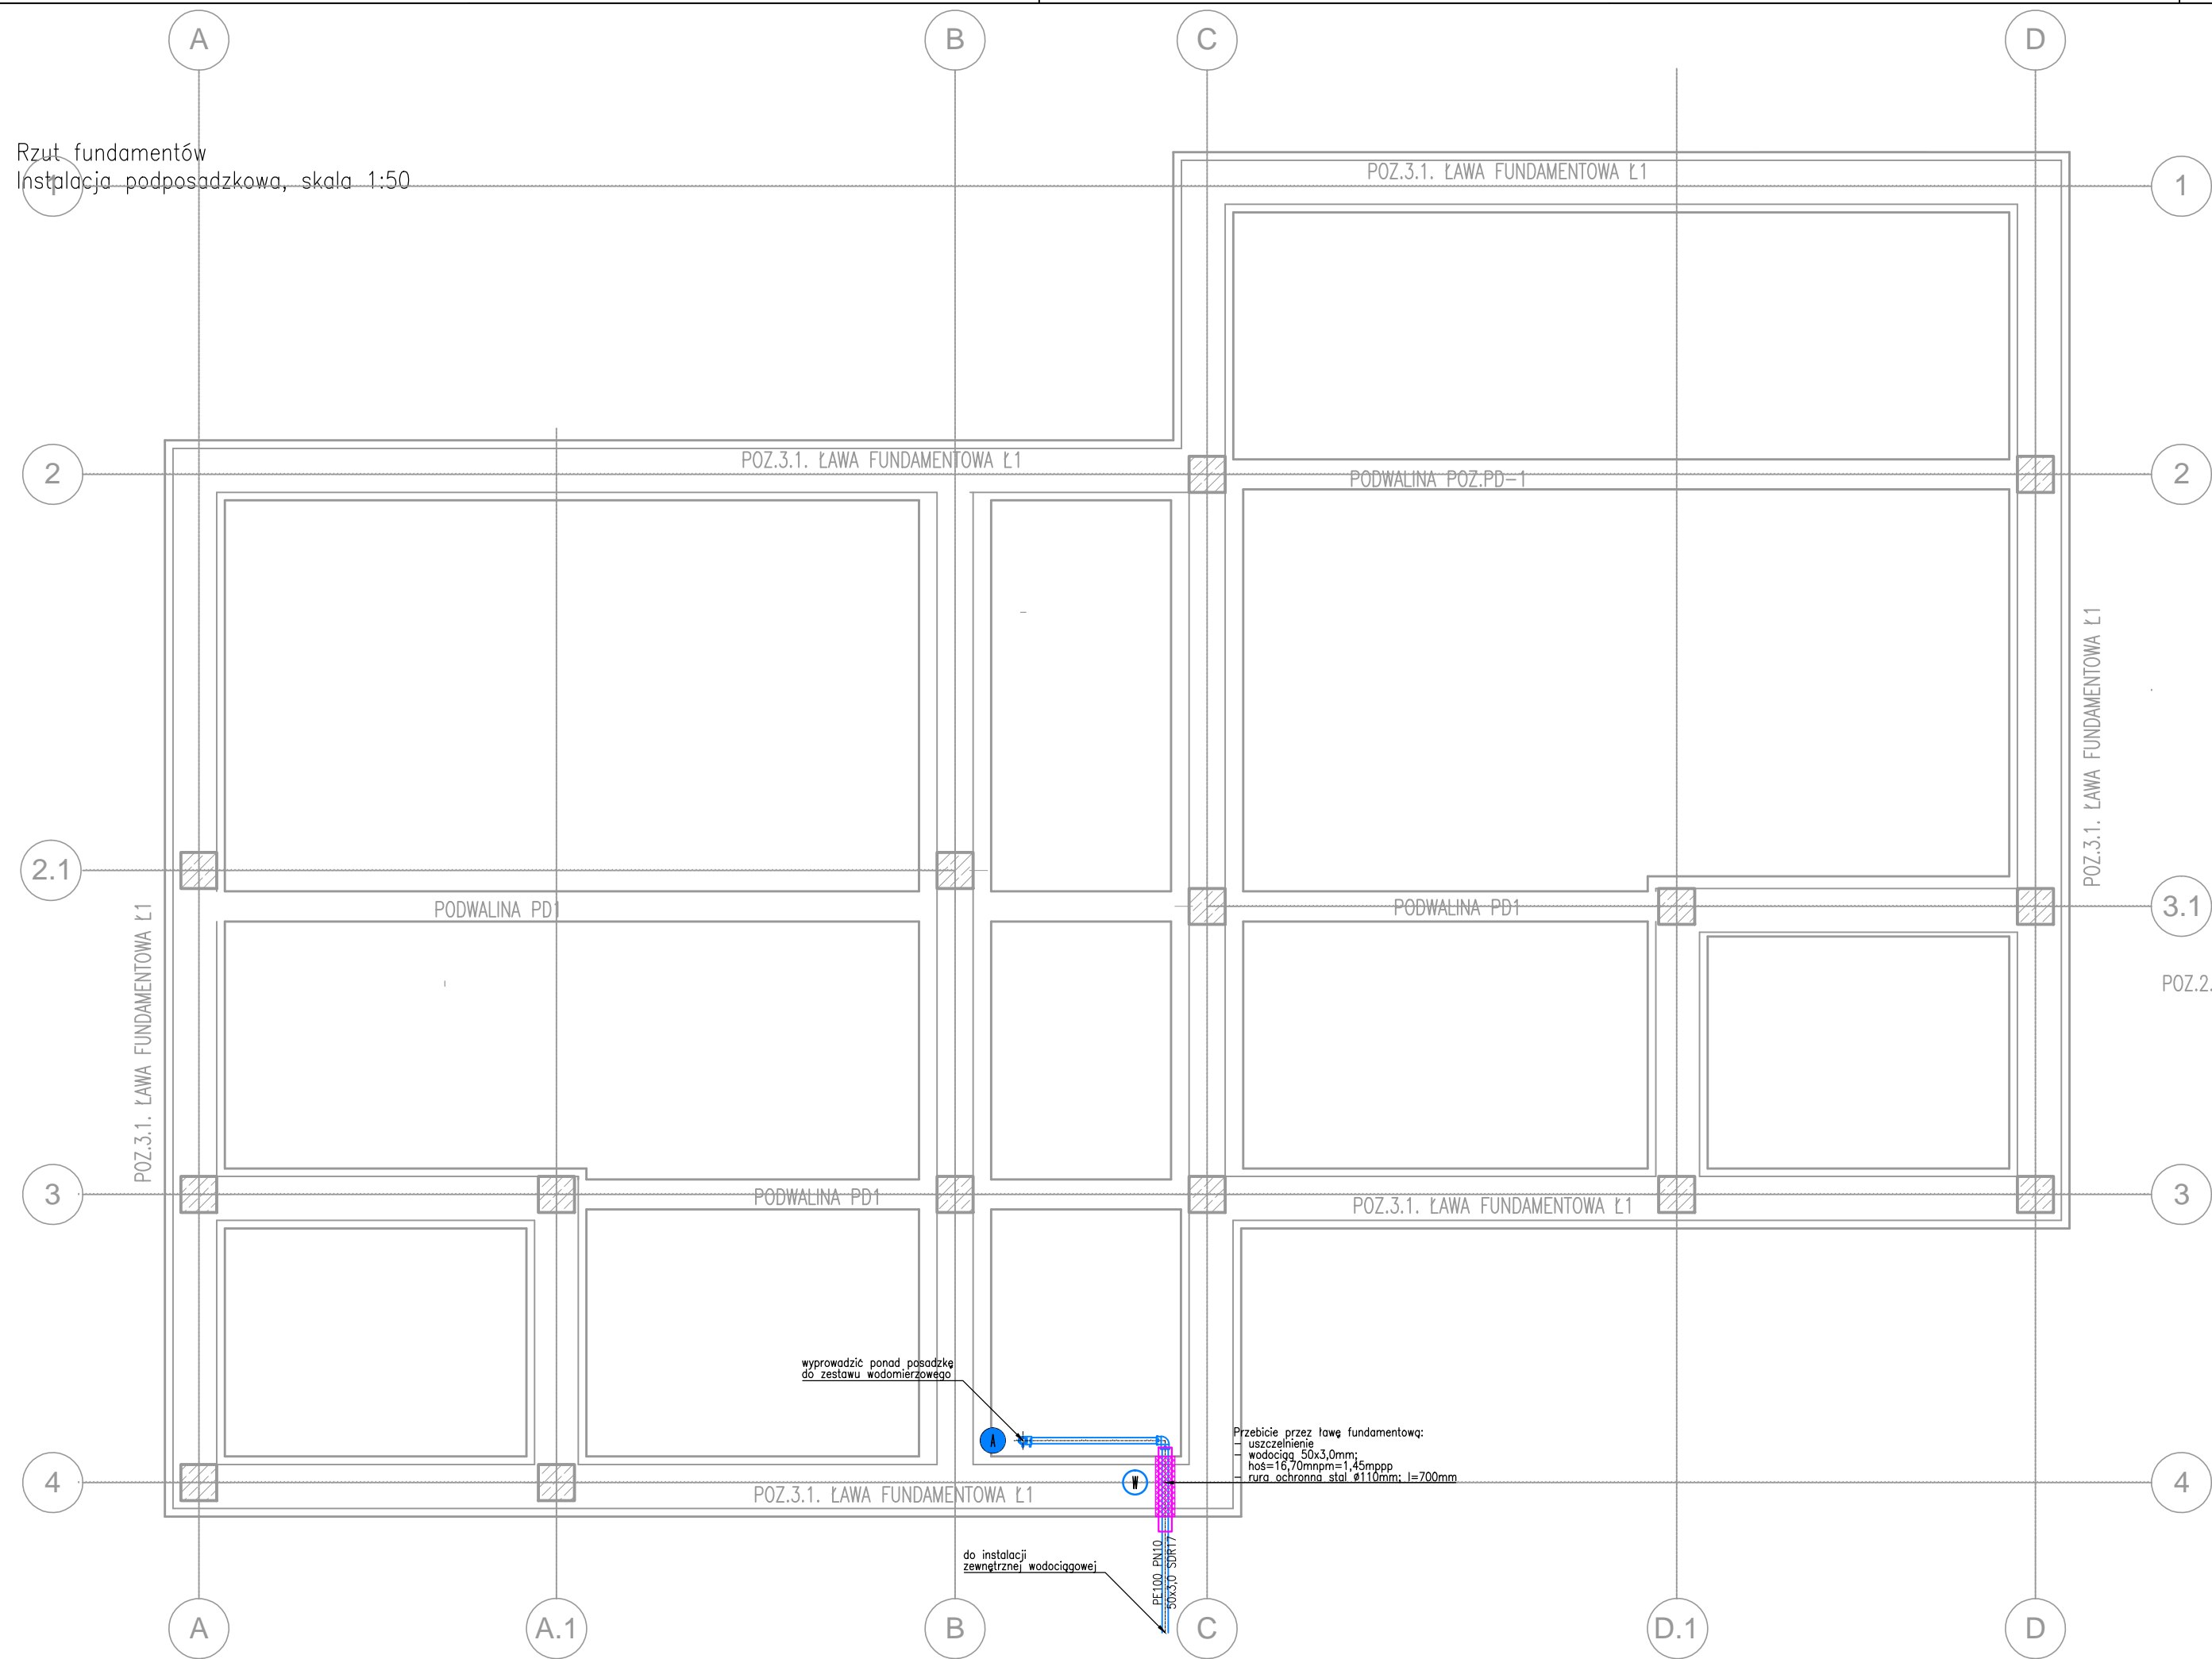 A
B
C
D
Rzut fundamentów
Instalacja podposadzkowa, skala 1:50
1
1
POZ.3.1. ŁAWA FUNDAMENTOWA Ł1
POZ.3.1. ŁAWA FUNDAMENTOWA Ł1
2
PODWALINA POZ.PD-1
2
POZ.3.1. ŁAWA FUNDAMENTOWA Ł1
2.1
PODWALINA PD1
PODWALINA PD1
3.1
POZ.3.1. ŁAWA FUNDAMENTOWA Ł1
POZ.2.
3
PODWALINA PD1
POZ.3.1. ŁAWA FUNDAMENTOWA Ł1
3
wyprowadzić ponad posadzkę
do zestawu wodomierzowego
A
Przebicie przez ławę fundamentową:
- uszczelnienie
- wodociąg 50x3,0mm;
hoś=16,70mnpm=1,45mppp
- rura ochronna stal ø110mm; l=700mm
4
W
4
POZ.3.1. ŁAWA FUNDAMENTOWA Ł1
do instalacji
zewnętrznej wodociągowej
PE100 PN10
50x3,0 SDR17
A
A.1
B
C
D.1
D